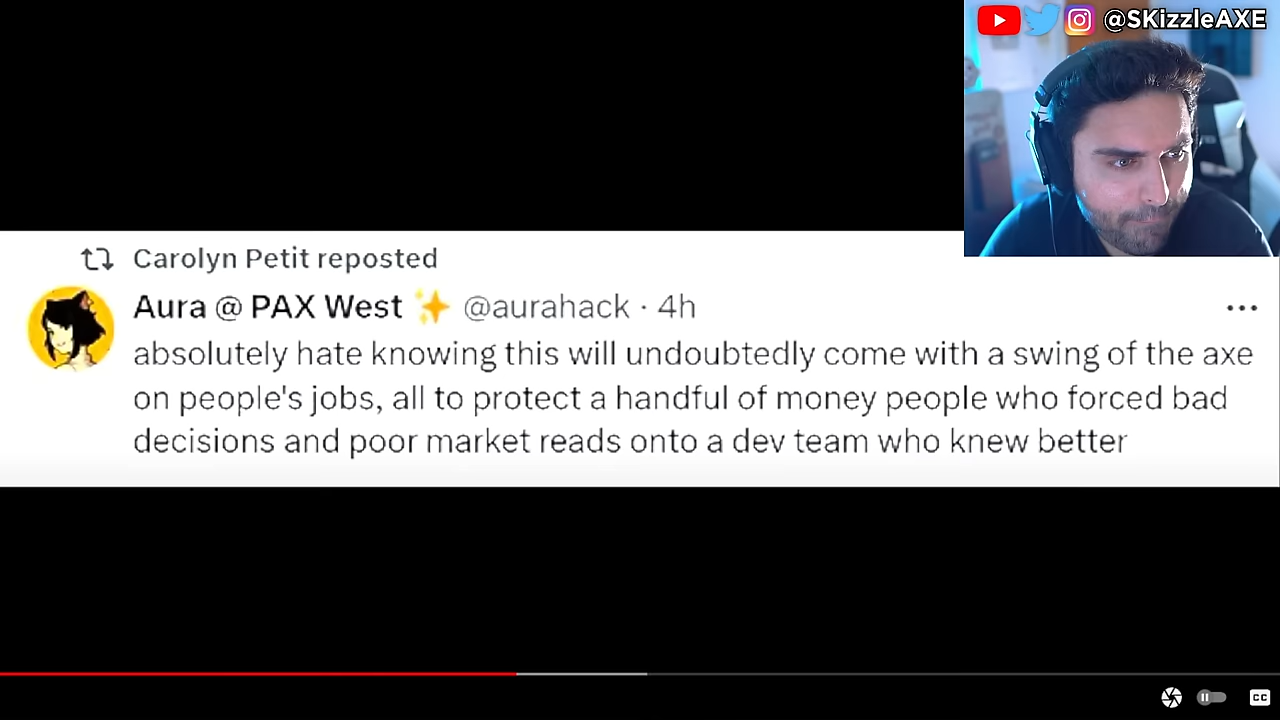 @SKizzleAXE
Carolyn Petit reposted
Aura @ PAX West ✨ @aurahack · 4h
absolutely hate knowing this will undoubtedly come with a swing of the axe
on people's jobs, all to protect a handful of money people who forced bad
decisions and poor market reads onto a dev team who knew better
CC